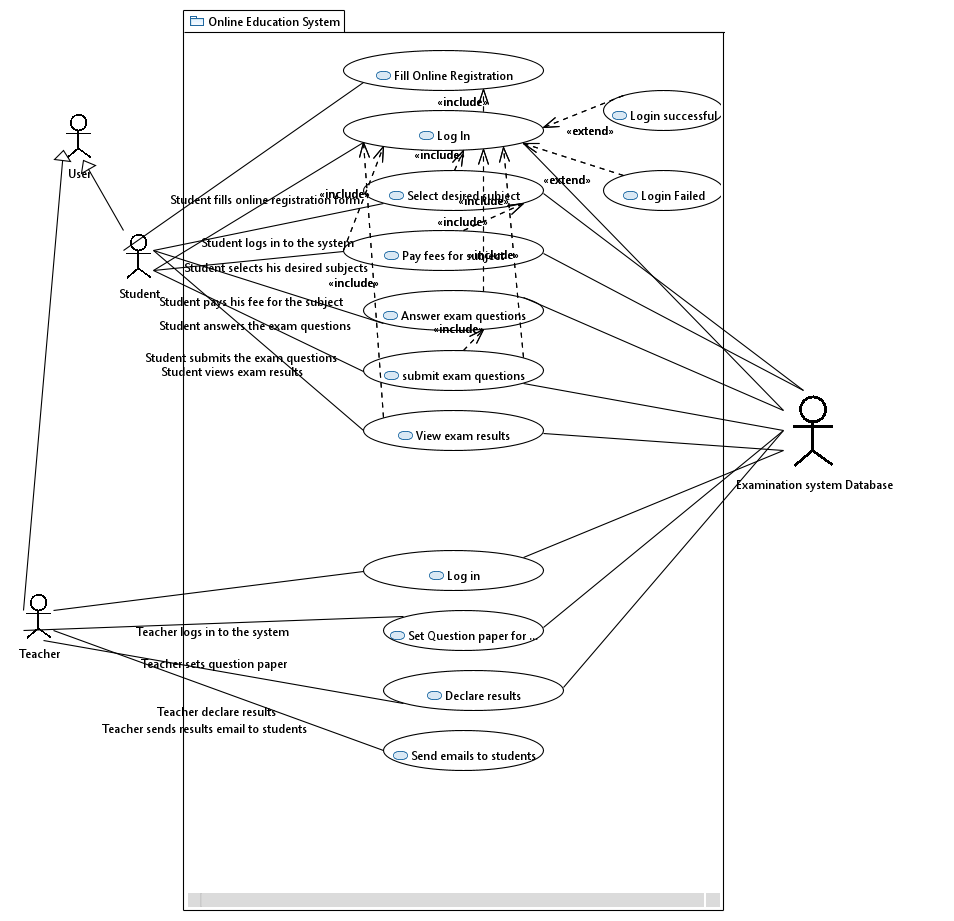 Online Education System
Fill Online Registration
«include»
Login successful
Log In
«extend»
«include»
User
«extend»
Login Failed
«include»
Select desired subject
Student fills online registration form
«include»
«include»
Student logs in to the system
Pay fees for subject
«include»
Student selects his desired subjects
«include»
Student
Student pays his fee for the subject
Answer exam questions
Student answers the exam questions
«include»
Student submits the exam questions
Student views exam results
submit exam questions
View exam results
Examination system Database
Log in
Teacher logs in to the system
Set Question paper for ...
Teacher
Teacher sets question paper
Declare results
Teacher declare results
Teacher sends results email to students
Send emails to students